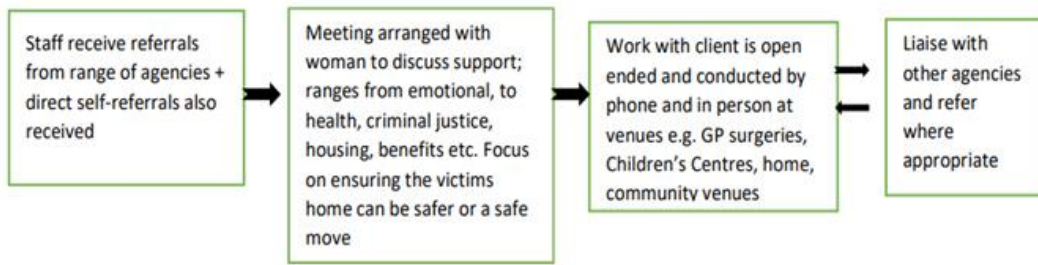 Staff receive referrals
from range of agencies +
direct self-referrals also
received
Meeting arranged with
woman to discuss support;
ranges from emotional, to
health, criminal justice,
housing, benefits etc. Focus
on ensuring the victims
home can be safer or a safe
move
Work with client is open
ended and conducted by
phone and in person at
venues e.g. GP surgeries,
Children's Centres, home,
community venues
Liaise with
other agencies
and refer
where
appropriate